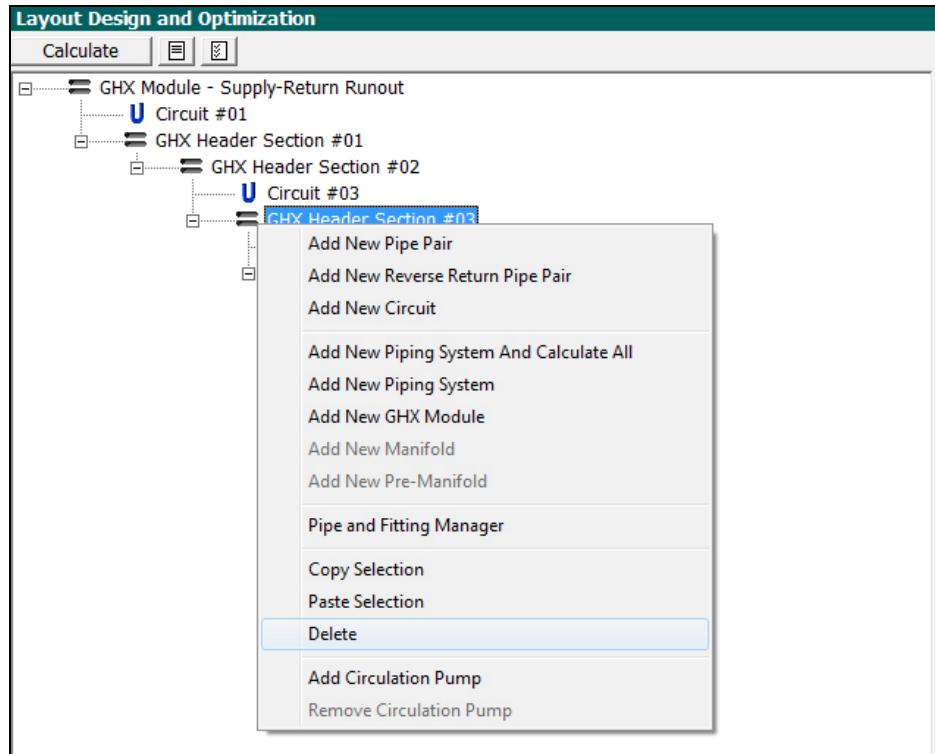 Layout Design and Optimization
Calculate
GHX Module - Supply-Return Runout
Circuit #01
GHX Header Section #01
GHX Header Section #02
Circuit #03
GHX Header Section #03
Add New Pipe Pair
Add New Reverse Return Pipe Pair
Add New Circuit
Add New Piping System And Calculate All
Add New Piping System
Add New GHX Module
Add New Manifold
Add New Pre-Manifold
Pipe and Fitting Manager
Copy Selection
Paste Selection
Delete
Add Circulation Pump
Remove Circulation Pump